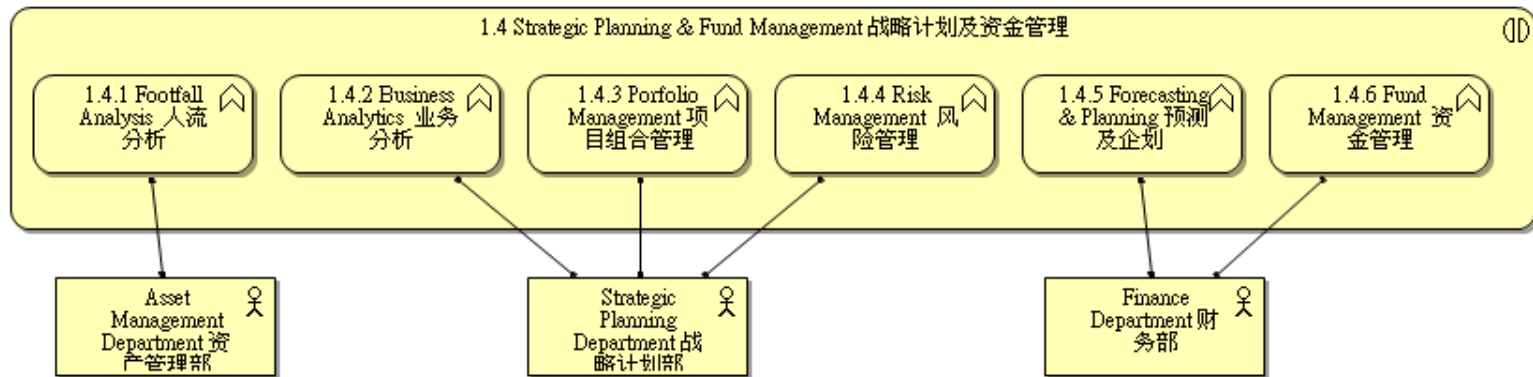 1.4 Strategic Planning & Fund Management 战略计划及资金管理
1.4.1 Footfall
Analysis 人流
分析
1.4.2 Business
Analytics 业务
分析
1.4.3 Porfolio
Management 项
目组合管理
1.4.4 Risk
Management 风
险管理
1.4.5 Forecasting
& Planning 预测
及企划
1.4.6 Fund
Management 资
金管理
Asset
Management
Department 资
产管理部
Strategic
Planning
Department 战
略计划部
Finance
Department 财
务部